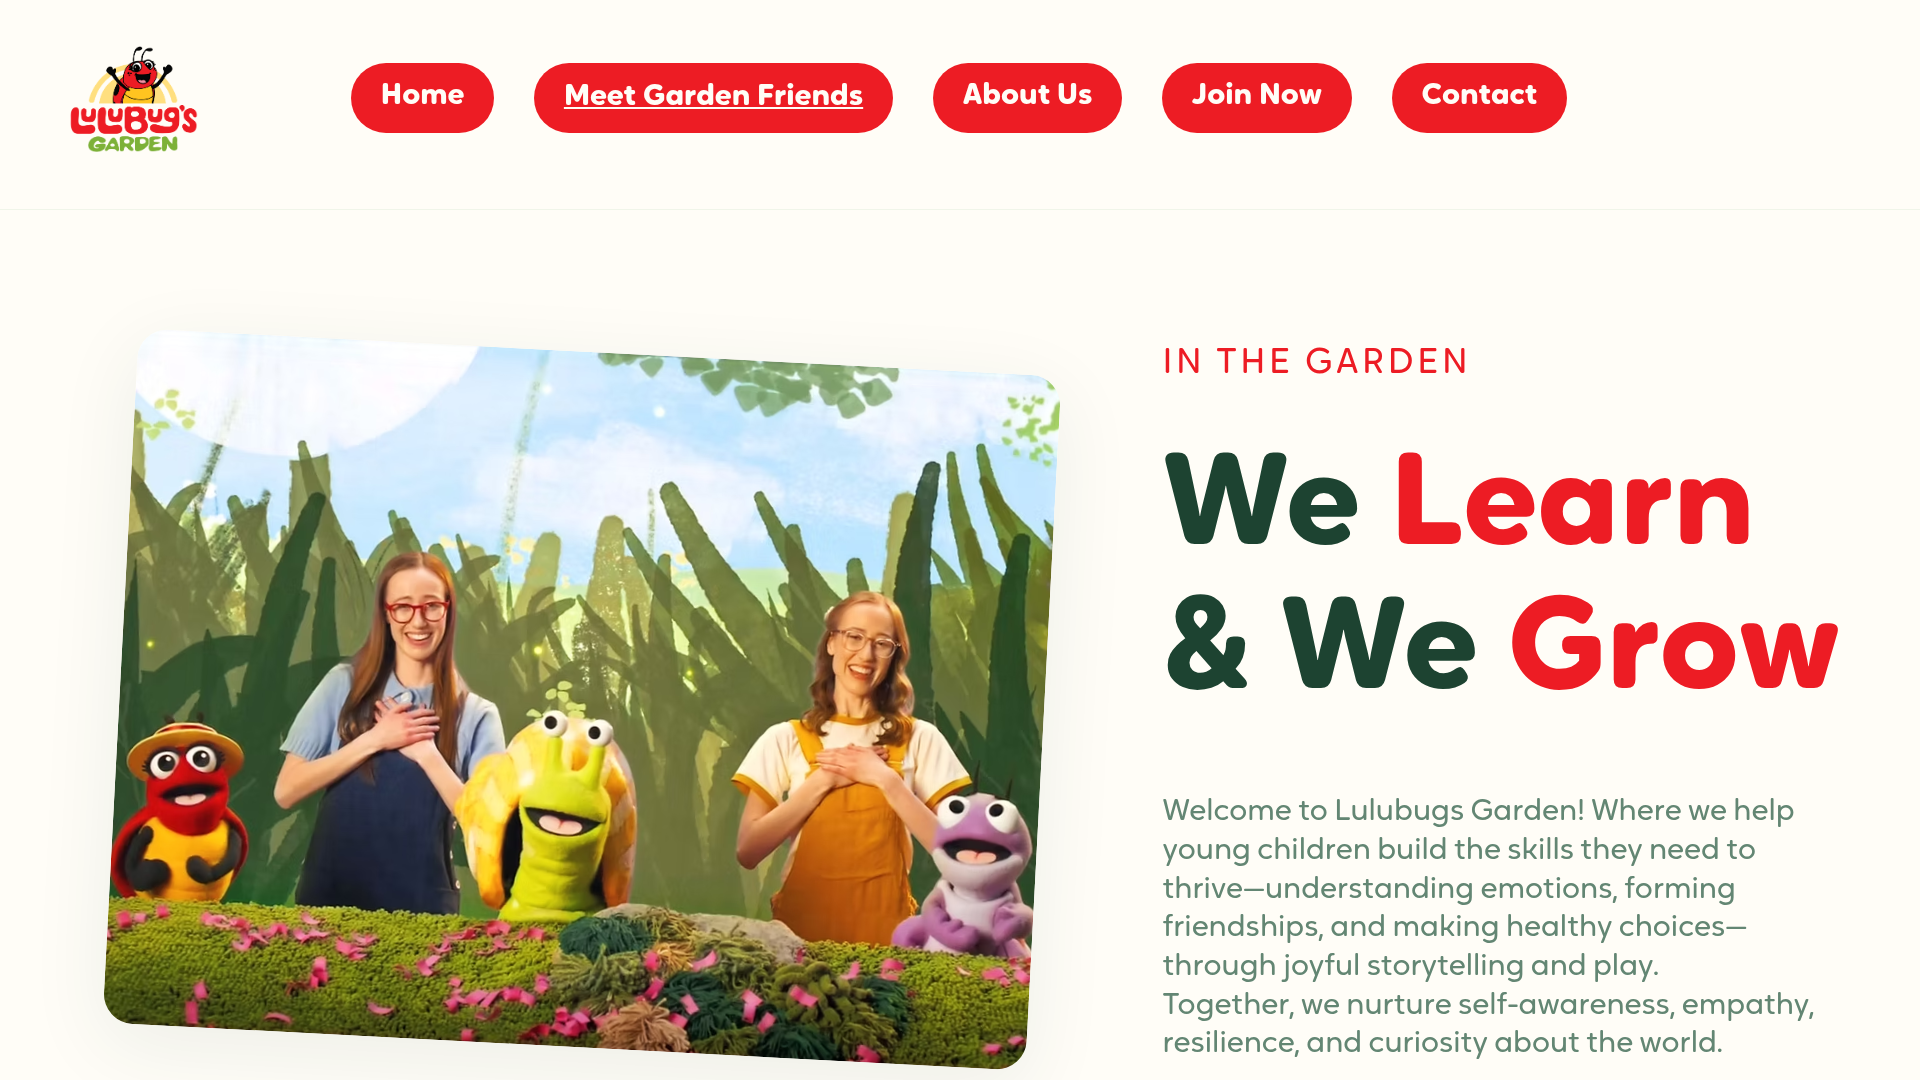 LULUBUG'S
GARDEN
Home
Meet Garden Friends
About Us
Join Now
Contact
IN THE GARDEN
We Learn
& We Grow
Welcome to Lulubugs Garden! Where we help
young children build the skills they need to
thrive—understanding emotions, forming
friendships, and making healthy choices—
through joyful storytelling and play.
Together, we nurture self-awareness, empathy,
resilience, and curiosity about the world.